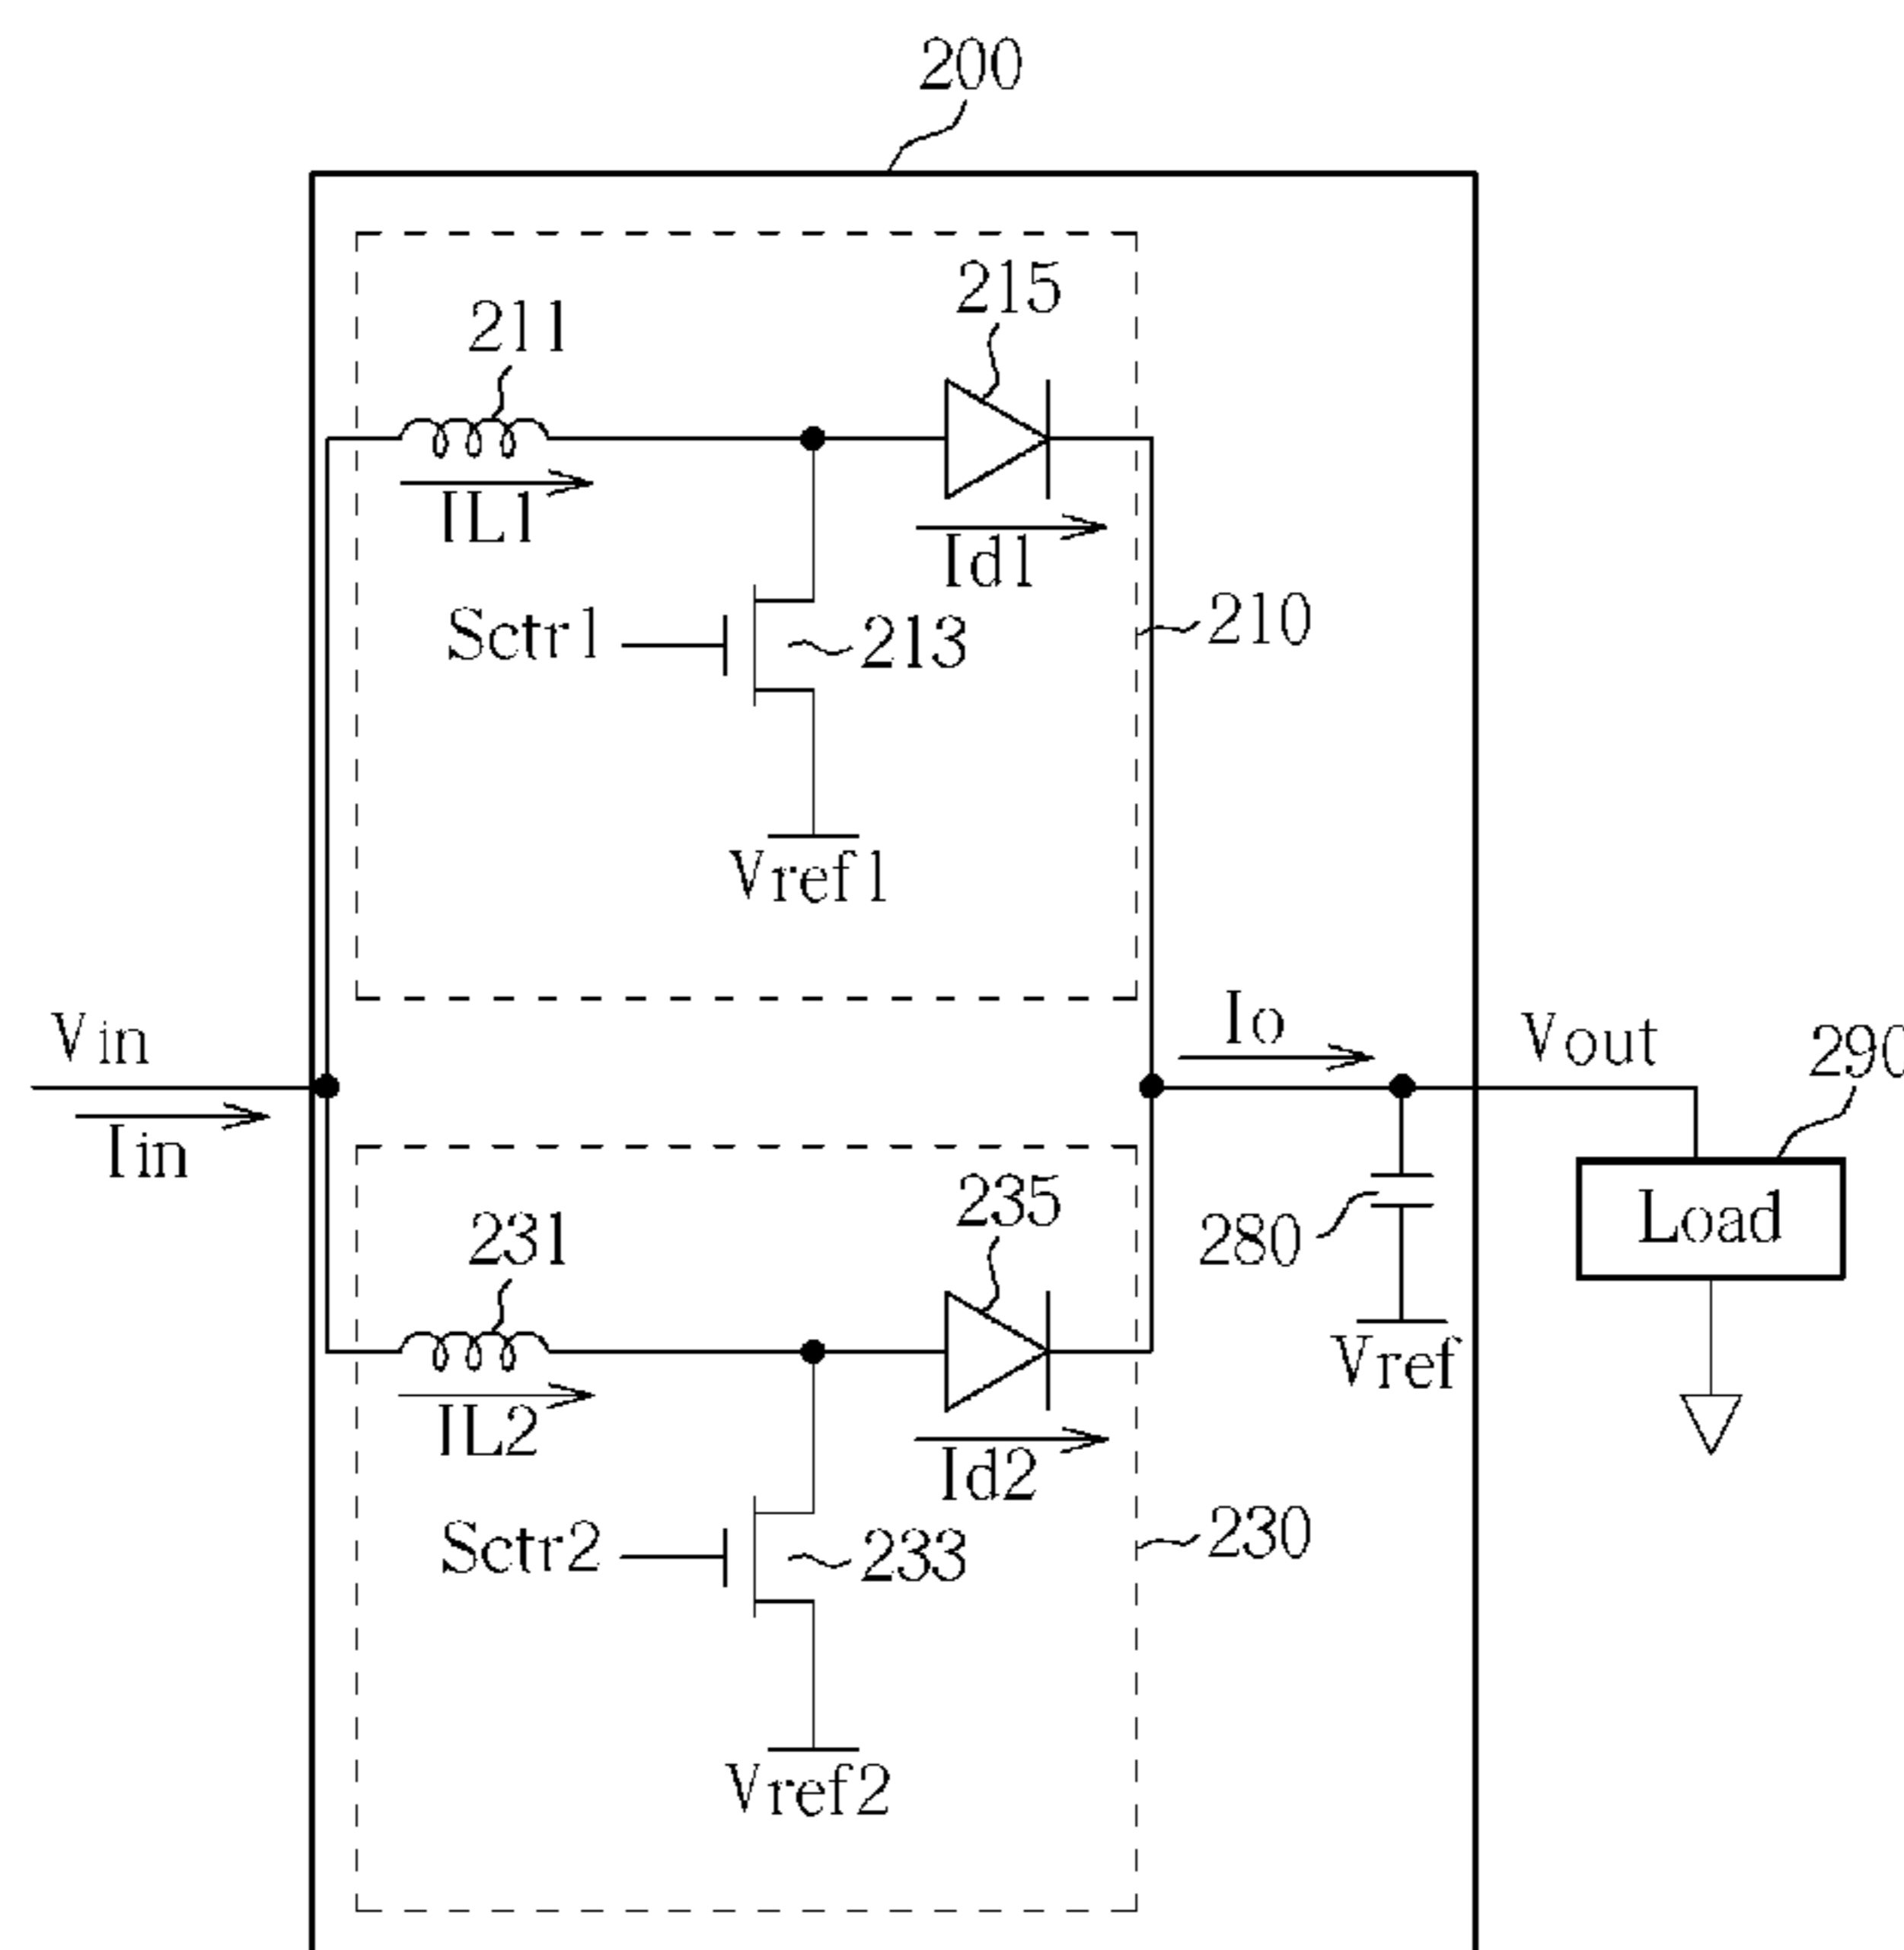 200
215
211
IL1
Id1
Sctr1
213
210
Vref1
Vin
Iin
Io
Vout
290
235
231
280
Load
Vref
IL2
Id2
Sctr2
233
230
Vref2